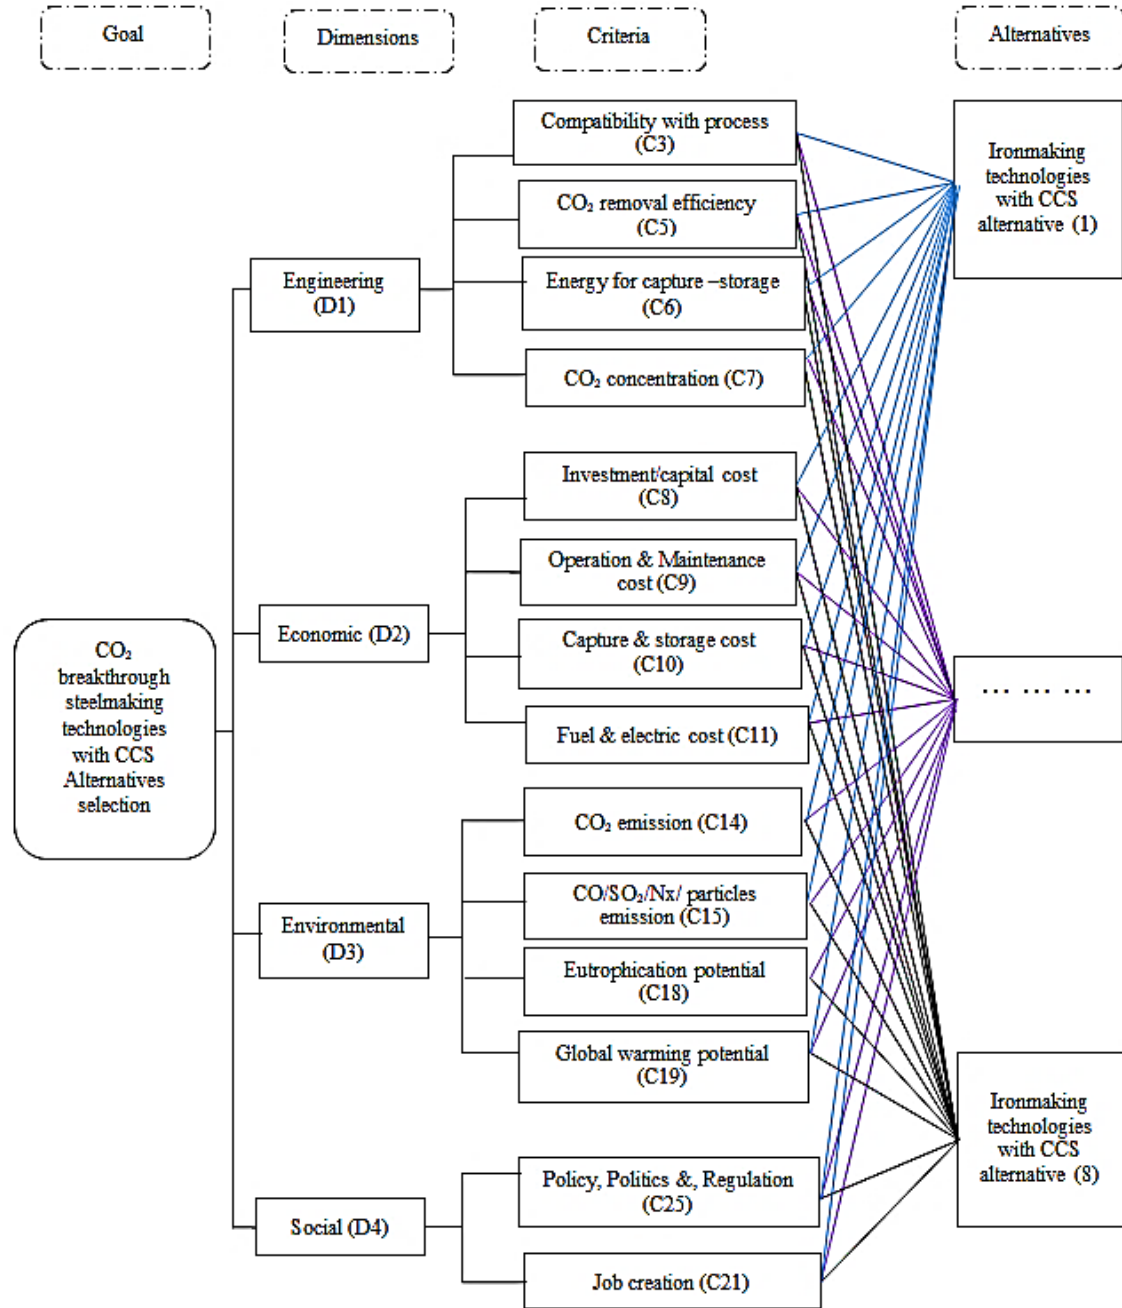 Goal
Dimensions
Criteria
Alternatives
Compatibility with process
(C3)
CO₂ removal efficiency
(C5)
Energy for capture –storage
(C6)
CO₂ concentration (C7)
Engineering
(D1)
Investment/capital cost
(C8)
Operation & Maintenance
cost (C9)
Capture & storage cost
(C10)
Fuel & electric cost (C11)
Economic (D2)
CO₂
breakthrough
steelmaking
technologies
with CCS
Alternatives
selection
CO₂ emission (C14)
CO/SO₂/Nx/ particles
emission (C15)
Eutrophication potential
(C18)
Global warming potential
(C19)
Environmental
(D3)
Policy, Politics &, Regulation
(C25)
Job creation (C21)
Social (D4)
Ironmaking
technologies
with CCS
alternative (1)
... ... ...
Ironmaking
technologies
with CCS
alternative (8)